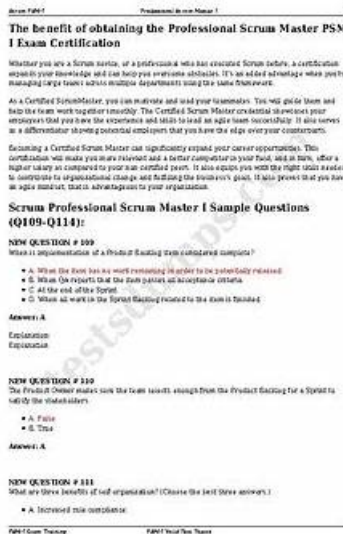 Scrum PSM-I Professional Scrum Master I
The benefit of obtaining the Professional Scrum Master PSM
I Exam Certification
Whether you are a Scrum novice, or a professional who has executed Scrum before, a certification
expands your knowledge and can help you overcome obstacles. It's an added advantage when you're
managing large teams across multiple departments using the same framework.
As a Certified ScrumMaster, you can motivate and lead your teammates. You will guide them and
help the team work together smoothly. The Certified Scrum Master credential showcases your
employees that you have the experience and skills to lead an agile team successfully. It also serves
as a differentiator showing potential employers that you have the edge over your counterparts.
Becoming a Certified Scrum Master can significantly expand your career opportunities. This
certification will make you more relevant and a better competitor in your field, and in turn, offer a
higher salary as compared to your non certified peers. It also equips you with the right skills needed
to contribute to organizational change and fulfilling the business's goals. It also proves that you have
an agile mindset, that is advantageous to your organization.
Scrum Professional Scrum Master I Sample Questions
(Q109-Q114):
NEW QUESTION # 109
When is implementation of a Product Backlog item considered complete?
● A. When the item has no work remaining in order to be potentially released
● B. When QA reports that the item passes all acceptance criteria
● C. At the end of the Sprint
● D. When all work in the Sprint Backlog related to the item is finished
Answer: A
Explanation
Explanation
NEW QUESTION # 110
The Product Owner makes sure the team selects enough from the Product Backlog for a Sprint to
satisfy the stakeholders.
● A. False
● B. True
Answer: A
NEW QUESTION # 111
What are three benefits of self organization? (Choose the best three answers.)
● A. Increased rule compliance.
PSM-I Exam Training PSM-I Valid Test Topics